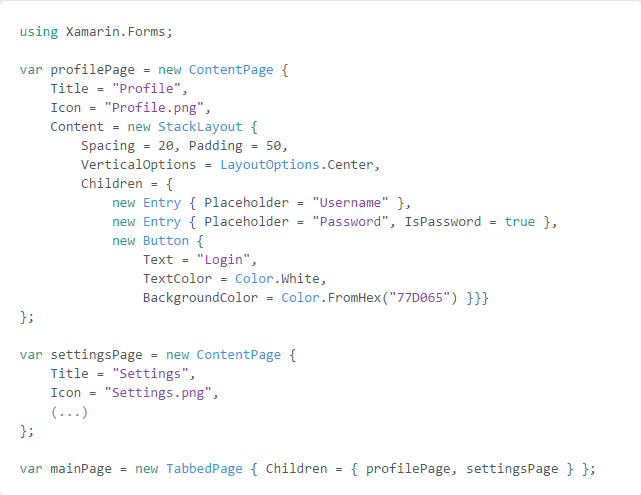 using Xamarin.Forms;

var profilePage = new ContentPage {
    Title = "Profile",
    Icon = "Profile.png",
    Content = new StackLayout {
        Spacing = 20, Padding = 50,
        VerticalOptions = LayoutOptions.Center,
        Children = {
            new Entry { Placeholder = "Username" },
            new Entry { Placeholder = "Password", IsPassword = true },
            new Button {
                Text = "Login",
                TextColor = Color.White,
                BackgroundColor = Color.FromHex("77D065") }}}
};

var settingsPage = new ContentPage {
    Title = "Settings",
    Icon = "Settings.png",
    (...)
};

var mainPage = new TabbedPage { Children = { profilePage, settingsPage } };